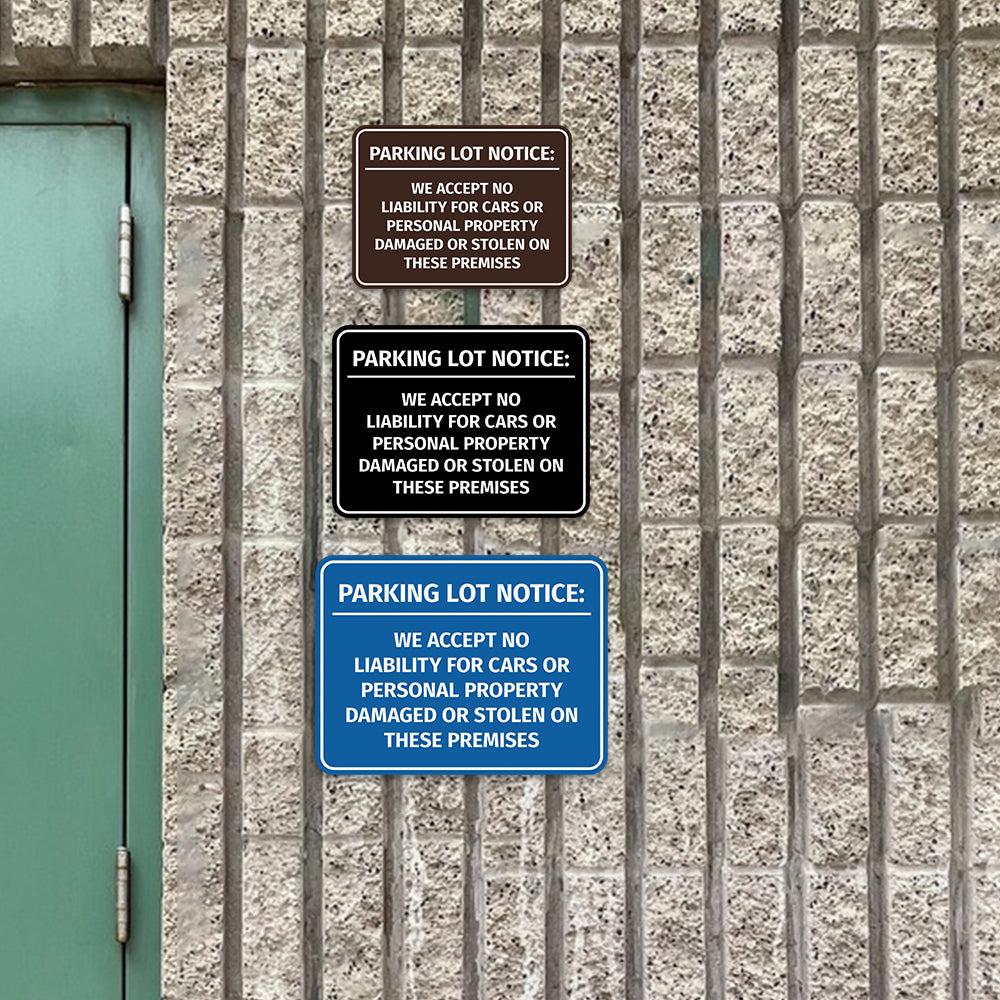 PARKING LOT NOTICE:
WE ACCEPT NO
LIABILITY FOR CARS OR
PERSONAL PROPERTY
DAMAGED OR STOLEN ON
THESE PREMISES
PARKING LOT NOTICE:
WE ACCEPT NO
LIABILITY FOR CARS OR
PERSONAL PROPERTY
DAMAGED OR STOLEN ON
THESE PREMISES
PARKING LOT NOTICE:
WE ACCEPT NO
LIABILITY FOR CARS OR
PERSONAL PROPERTY
DAMAGED OR STOLEN ON
THESE PREMISES